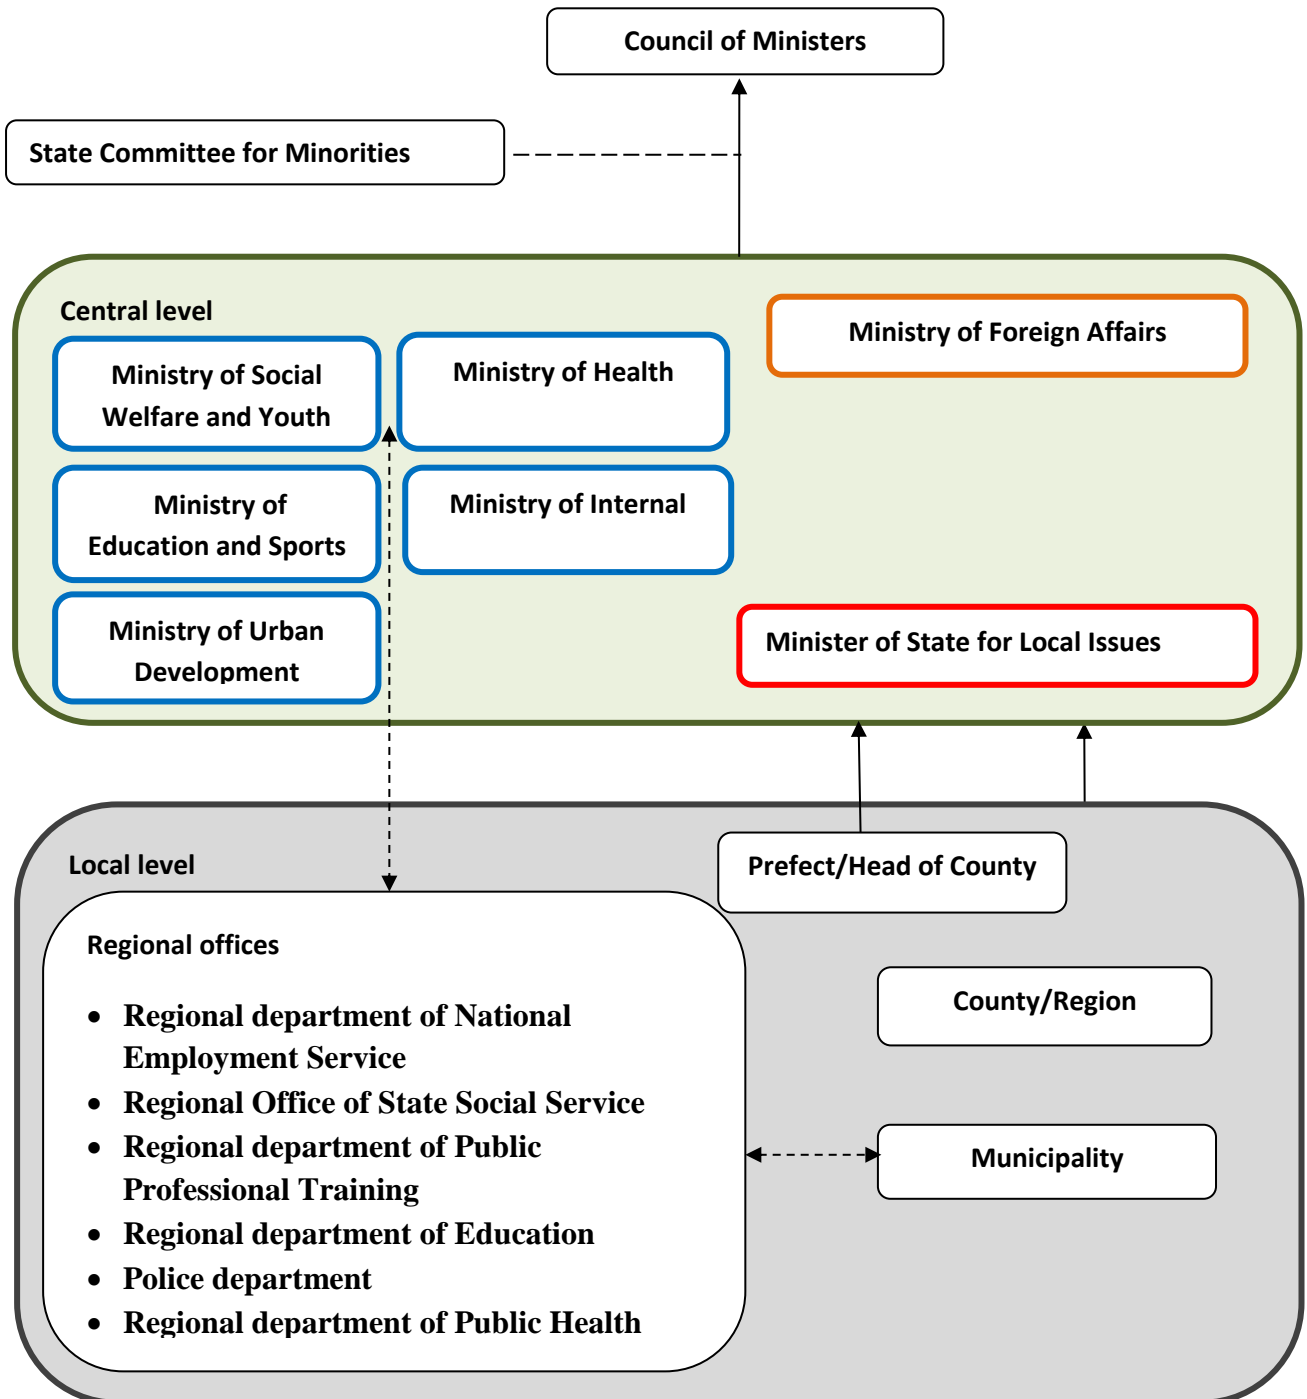 Council of Ministers
State Committee for Minorities
Central level
Ministry of Social
Welfare and Youth
Ministry of Health
Ministry of Foreign Affairs
Ministry of
Education and Sports
Ministry of Internal
Ministry of Urban
Development
Minister of State for Local Issues
Local level
Prefect/Head of County
Regional offices
• Regional department of National
Employment Service
• Regional Office of State Social Service
• Regional department of Public
Professional Training
• Regional department of Education
• Police department
• Regional department of Public Health
County/Region
Municipality